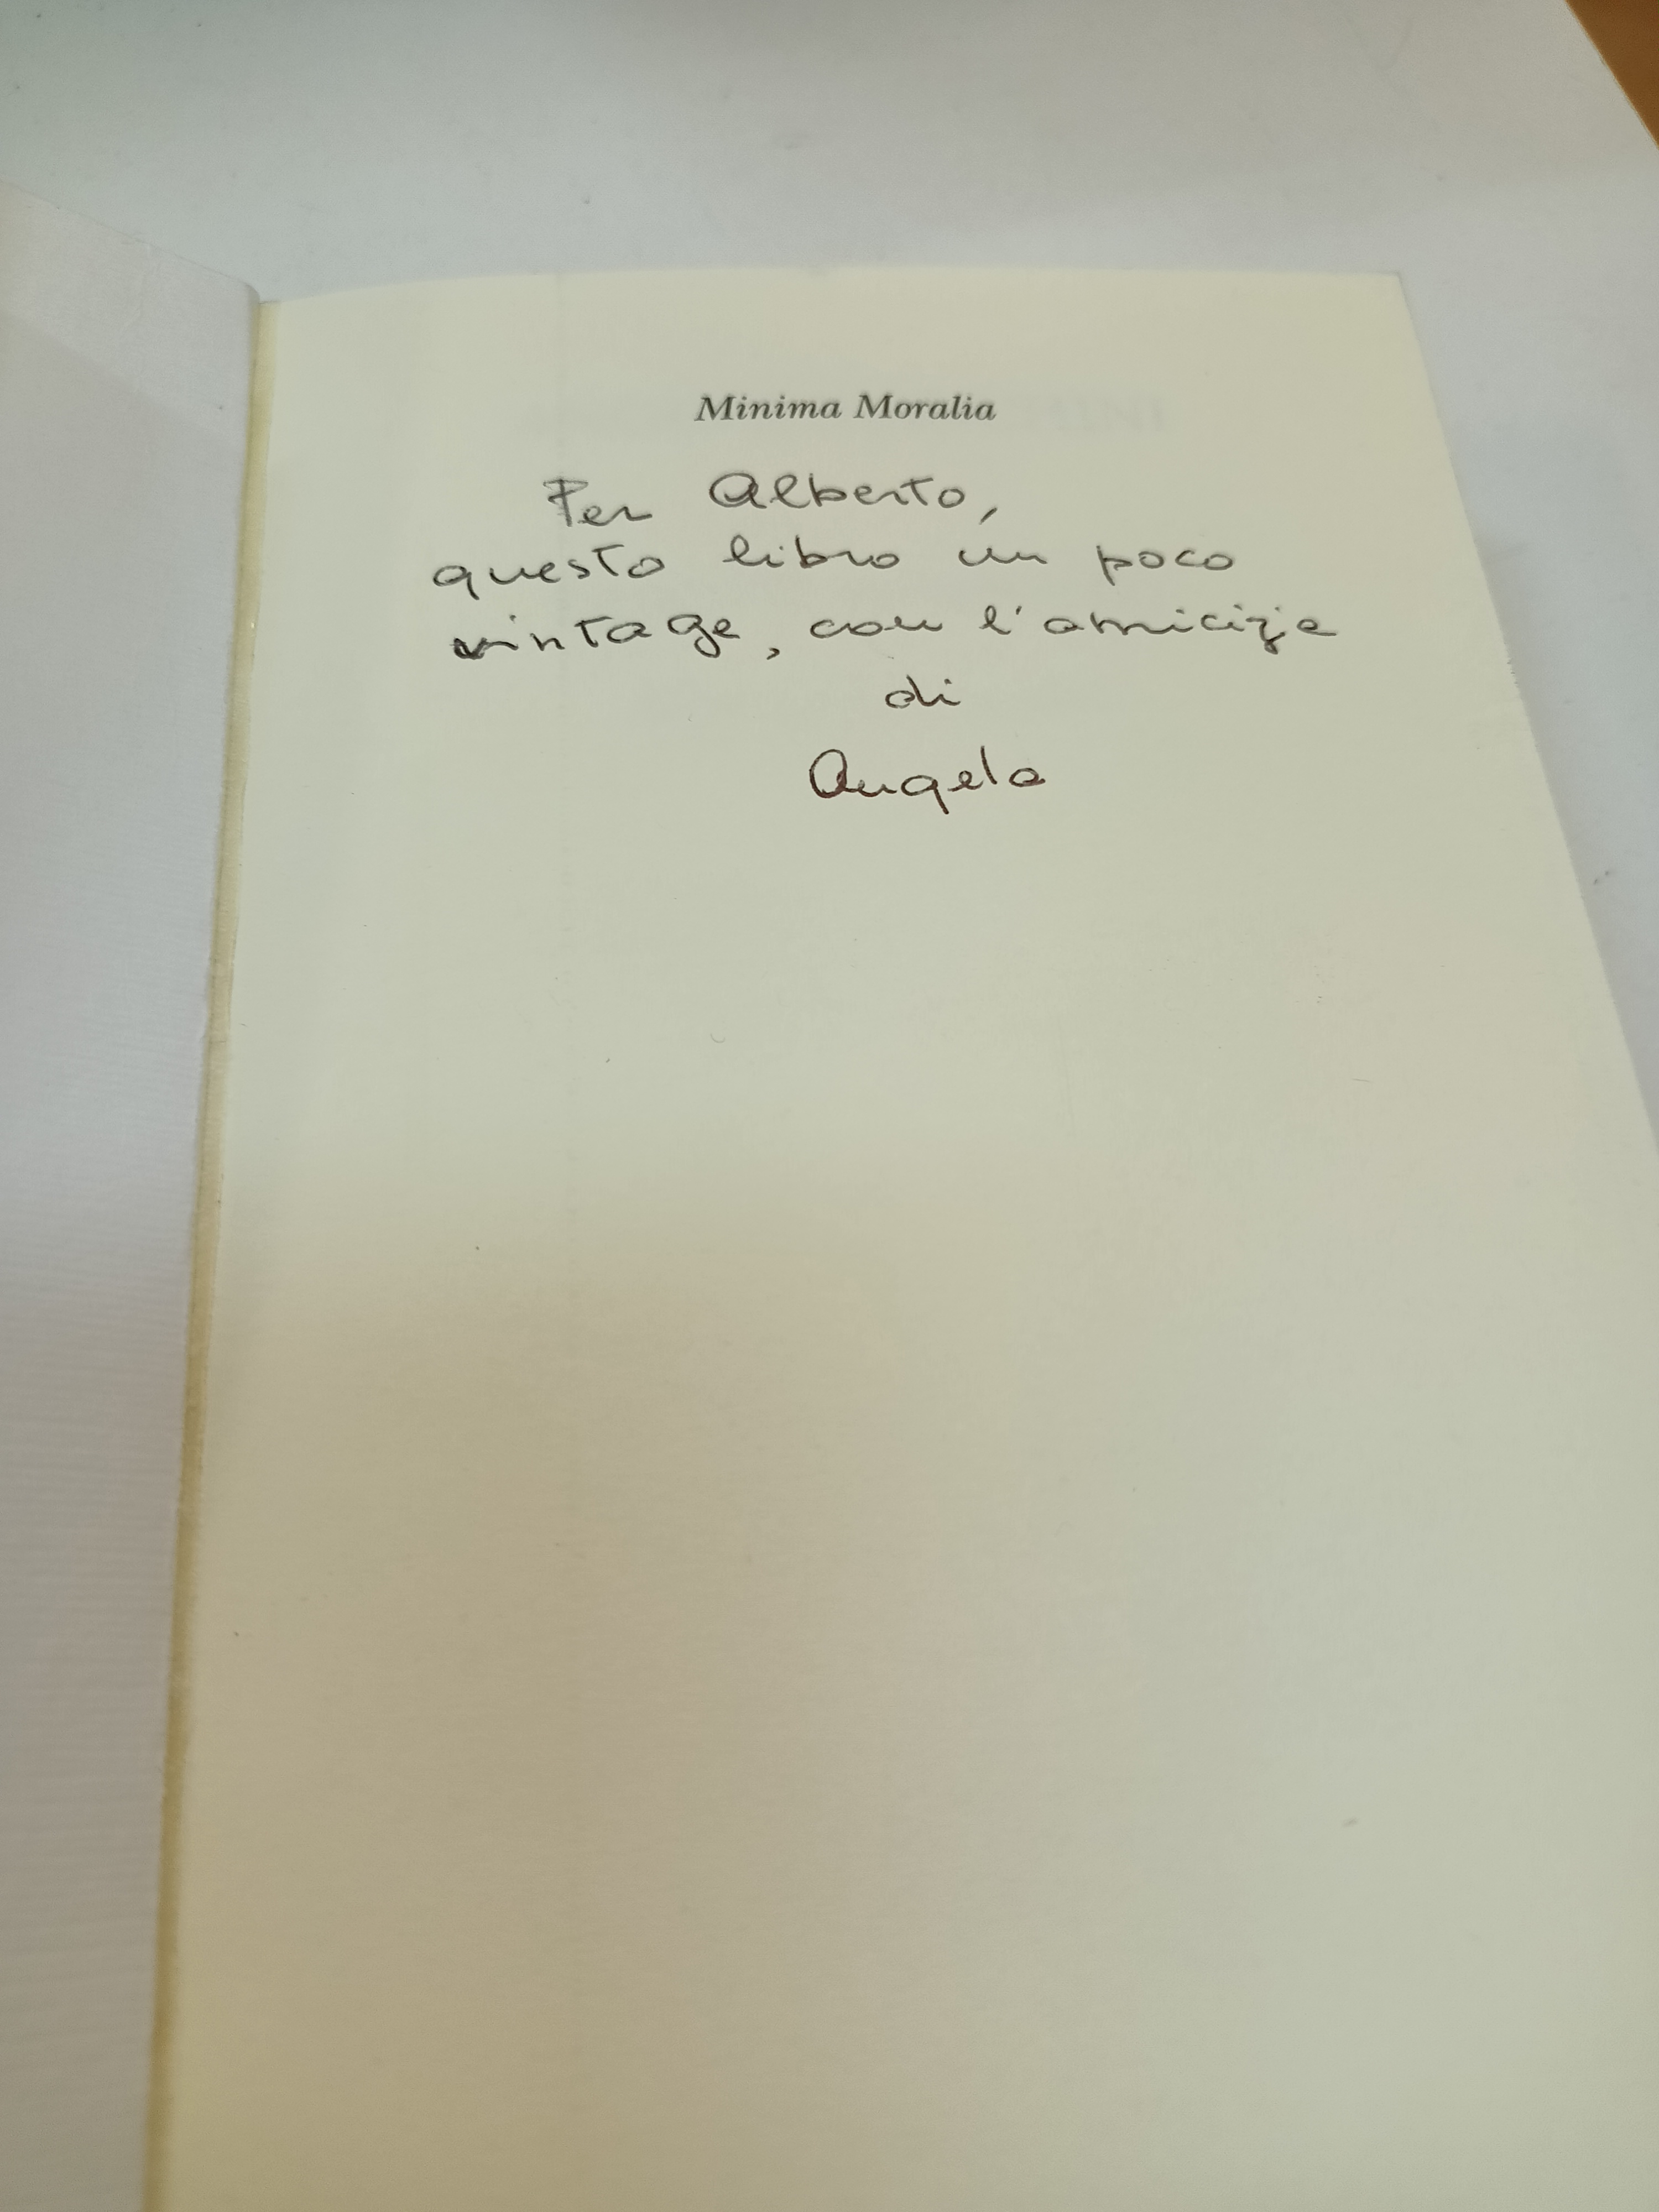 Minima Moralia
Per Alberto,
questo libro un poco
vintage, con l'amicizia
di
Angela